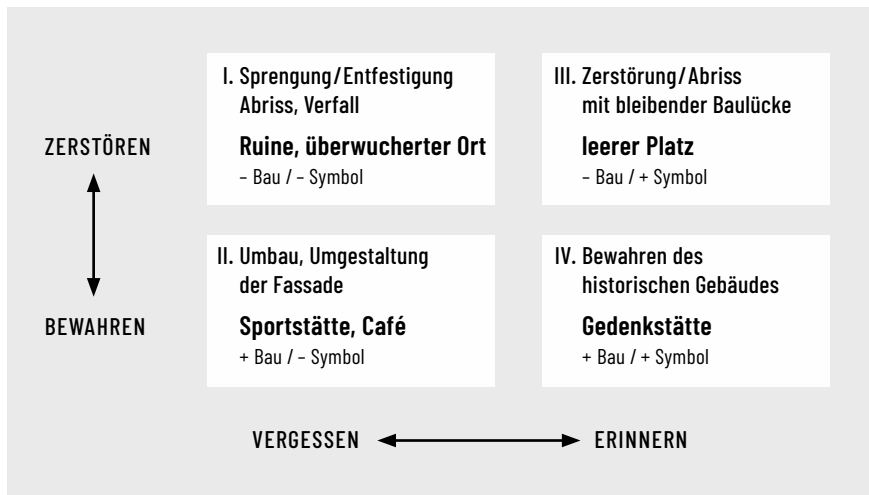 ZERSTÖREN
BEWAHREN
I. Sprengung/Entfestigung
Abriss, Verfall
Ruine, überwucherter Ort
– Bau / – Symbol
III. Zerstörung/Abriss
mit bleibender Baulücke
leerer Platz
– Bau / + Symbol
II. Umbau, Umgestaltung
der Fassade
Sportstätte, Café
+ Bau / – Symbol
IV. Bewahren des
historischen Gebäudes
Gedenkstätte
+ Bau / + Symbol
VERGESSEN
ERINNERN